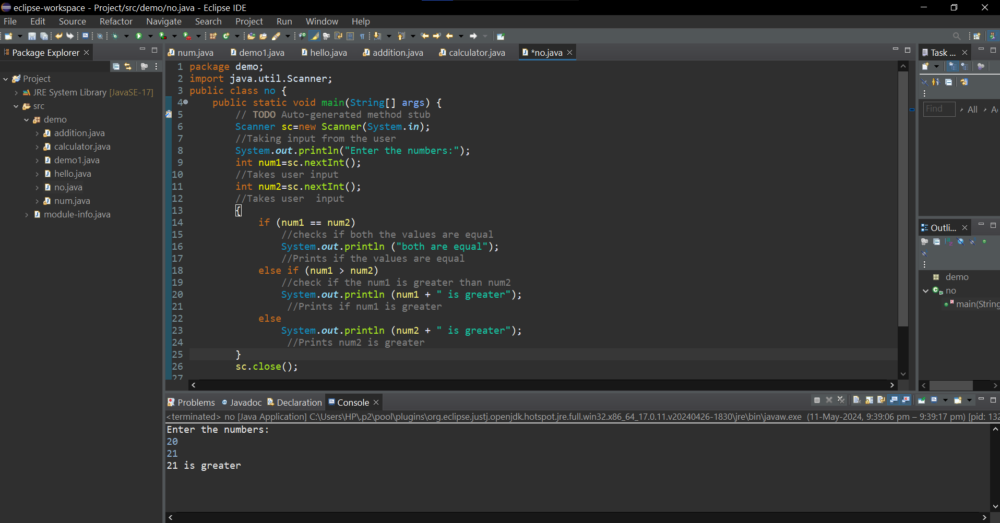 eclipse-workspace - Project/src/demo/no.java - Eclipse IDE
File Edit Source Refactor Navigate Search Project Run Window Help
Package Explorer
Project
JRE System Library [JavaSE-17]
src
demo
addition.java
calculator.java
demo1.java
hello.java
no.java
num.java
module-info.java
num.java demo1.java hello.java addition.java calculator.java *no.java
1 package demo;
2 import java.util.Scanner;
3 public class no {
4 public static void main(String[] args) {
5 // TODO Auto-generated method stub
6 Scanner sc=new Scanner(System.in);
7 //Taking input from the user
8 System.out.println("Enter the numbers:");
9 int num1=sc.nextInt();
10 //Takes user input
11 int num2=sc.nextInt();
12 //Takes user  input
13 {
14 if (num1 == num2)
15 //checks if both the values are equal
16 System.out.println ("both are equal");
17 //Prints if the values are equal
18 else if (num1 > num2)
19 //check if the num1 is greater than num2
20 System.out.println (num1 + " is greater");
21 //Prints if num1 is greater
22 else
23 System.out.println (num2 + " is greater");
24 //Prints num2 is greater
25 }
26 sc.close();
27
Task ...
Find All
Outli...
demo
no
main(String
Problems Javadoc Declaration Console
<terminated> no [Java Application] C:\Users\HP\.p2\pool\plugins\org.eclipse.justj.openjdk.hotspot.jre.full.win32.x86_64_17.0.11.v20240426-1830\jre\bin\javaw.exe (11-May-2024, 9:39:06 pm – 9:39:17 pm) [pid: 132
Enter the numbers:
20
21
21 is greater